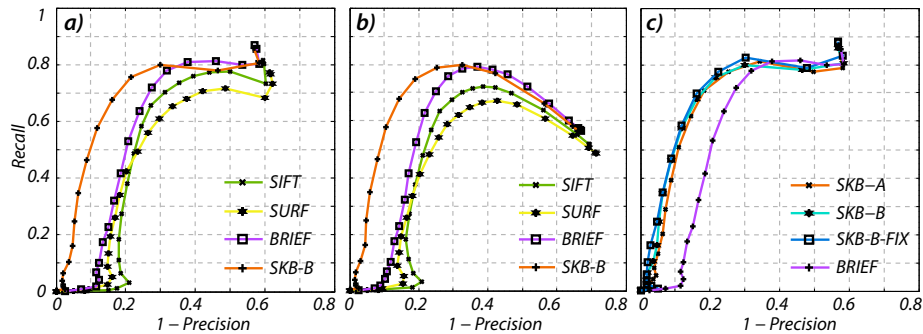 a)
b)
c)
Recall
1
0.8
0.6
0.4
0.2
0
SIFT
SURF
BRIEF
SKB-B
SIFT
SURF
BRIEF
SKB-B
SKB–A
SKB–B
SKB-B-FIX
BRIEF
0.2 0.4 0.6 0.8
0 0.2 0.4 0.6 0.8
0 0.2 0.4 0.6 0.8
1 – Precision
1 – Precision
1 – Precision